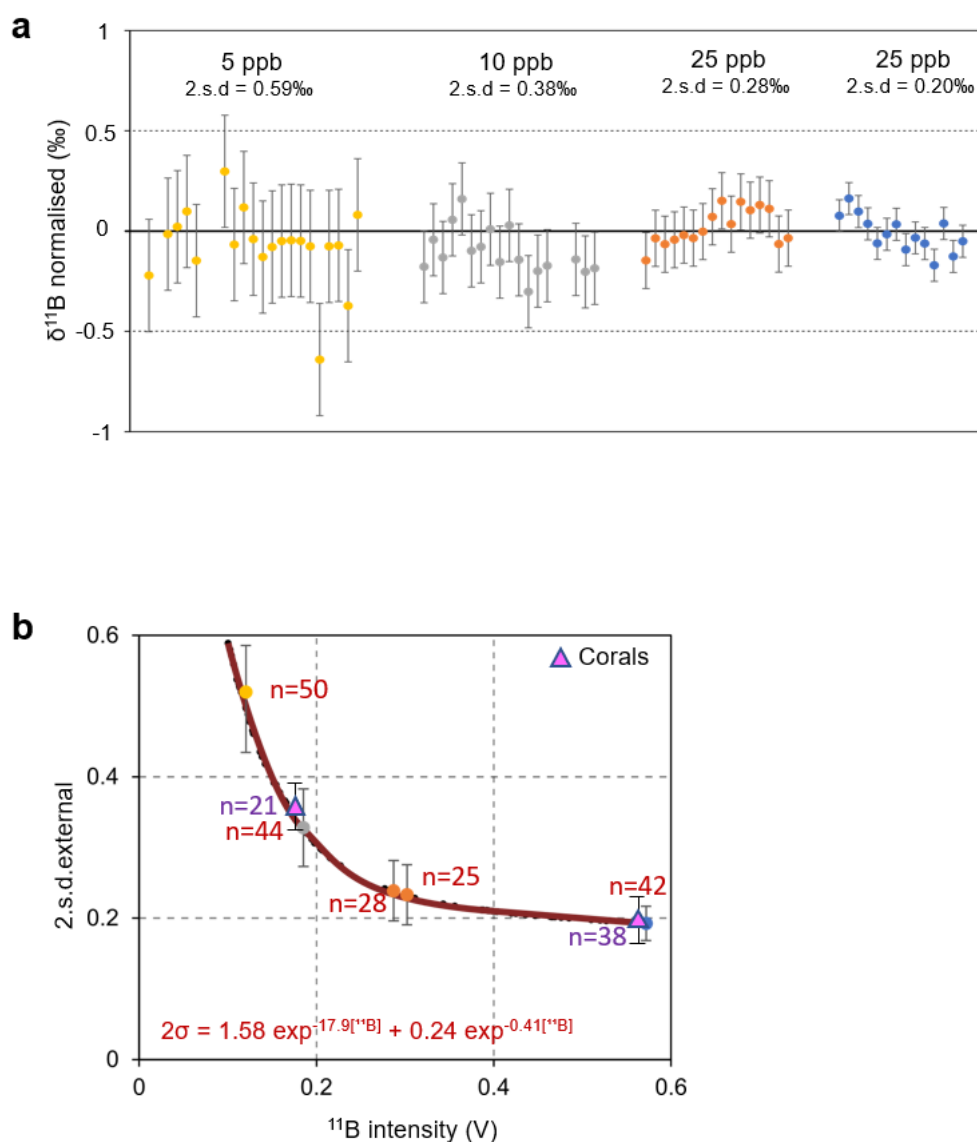 a
1
5 ppb 10 ppb 25 ppb 25 ppb
2.s.d = 0.59‰ 2.s.d = 0.38‰ 2.s.d = 0.28‰ 2.s.d = 0.20‰
0.5
0
-0.5
-1
δ¹¹B normalised (‰)
b
0.6
Corals
n=50
0.4
n=21
n=44
n=25
n=28
n=42
0.2
n=38
2σ = 1.58 exp⁻¹⁷·⁹[¹¹B] + 0.24 exp⁻⁰·⁴¹[¹¹B]
0
2.s.d.external
0 0.2 0.4 0.6
¹¹B intensity (V)